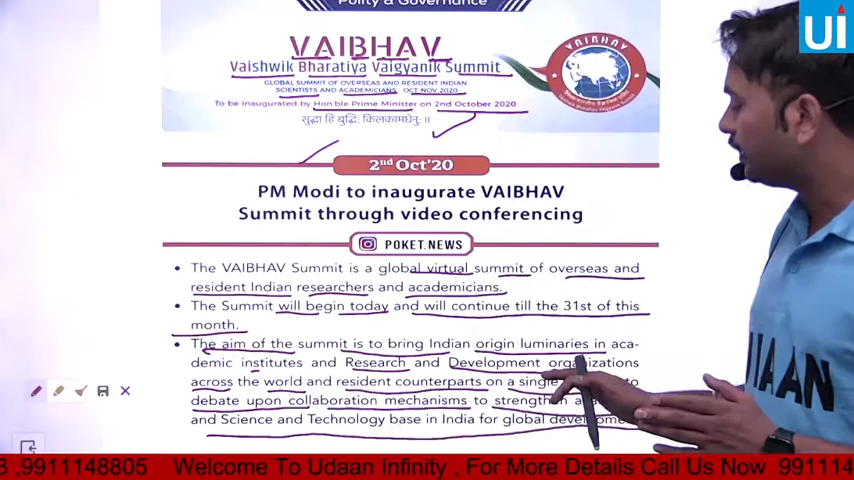 Polity & Governance
UI
VAIBHAV
Vaishwik Bharatiya Vaigyanik Summit
GLOBAL SUMMIT OF OVERSEAS AND RESIDENT INDIAN
SCIENTISTS AND ACADEMICIANS OCT NOV 2020
To be inaugurated by Hon'ble Prime Minister on 2nd October 2020
शुद्धा हि बुद्धि: किलकामधेनु: ॥
VAIBHAV
2nd Oct'20
PM Modi to inaugurate VAIBHAV
Summit through video conferencing
POKET.NEWS
• The VAIBHAV Summit is a global virtual summit of overseas and
resident Indian researchers and academicians.
• The Summit will begin today and will continue till the 31st of this
month.
• The aim of the summit is to bring Indian origin luminaries in aca-
demic institutes and Research and Development organizations
across the world and resident counterparts on a single to
debate upon collaboration mechanisms to strengthen
and Science and Technology base in India for global
UDAAN
3 ,9911148805 Welcome To Udaan Infinity , For More Detaiis Call Us Now 99114